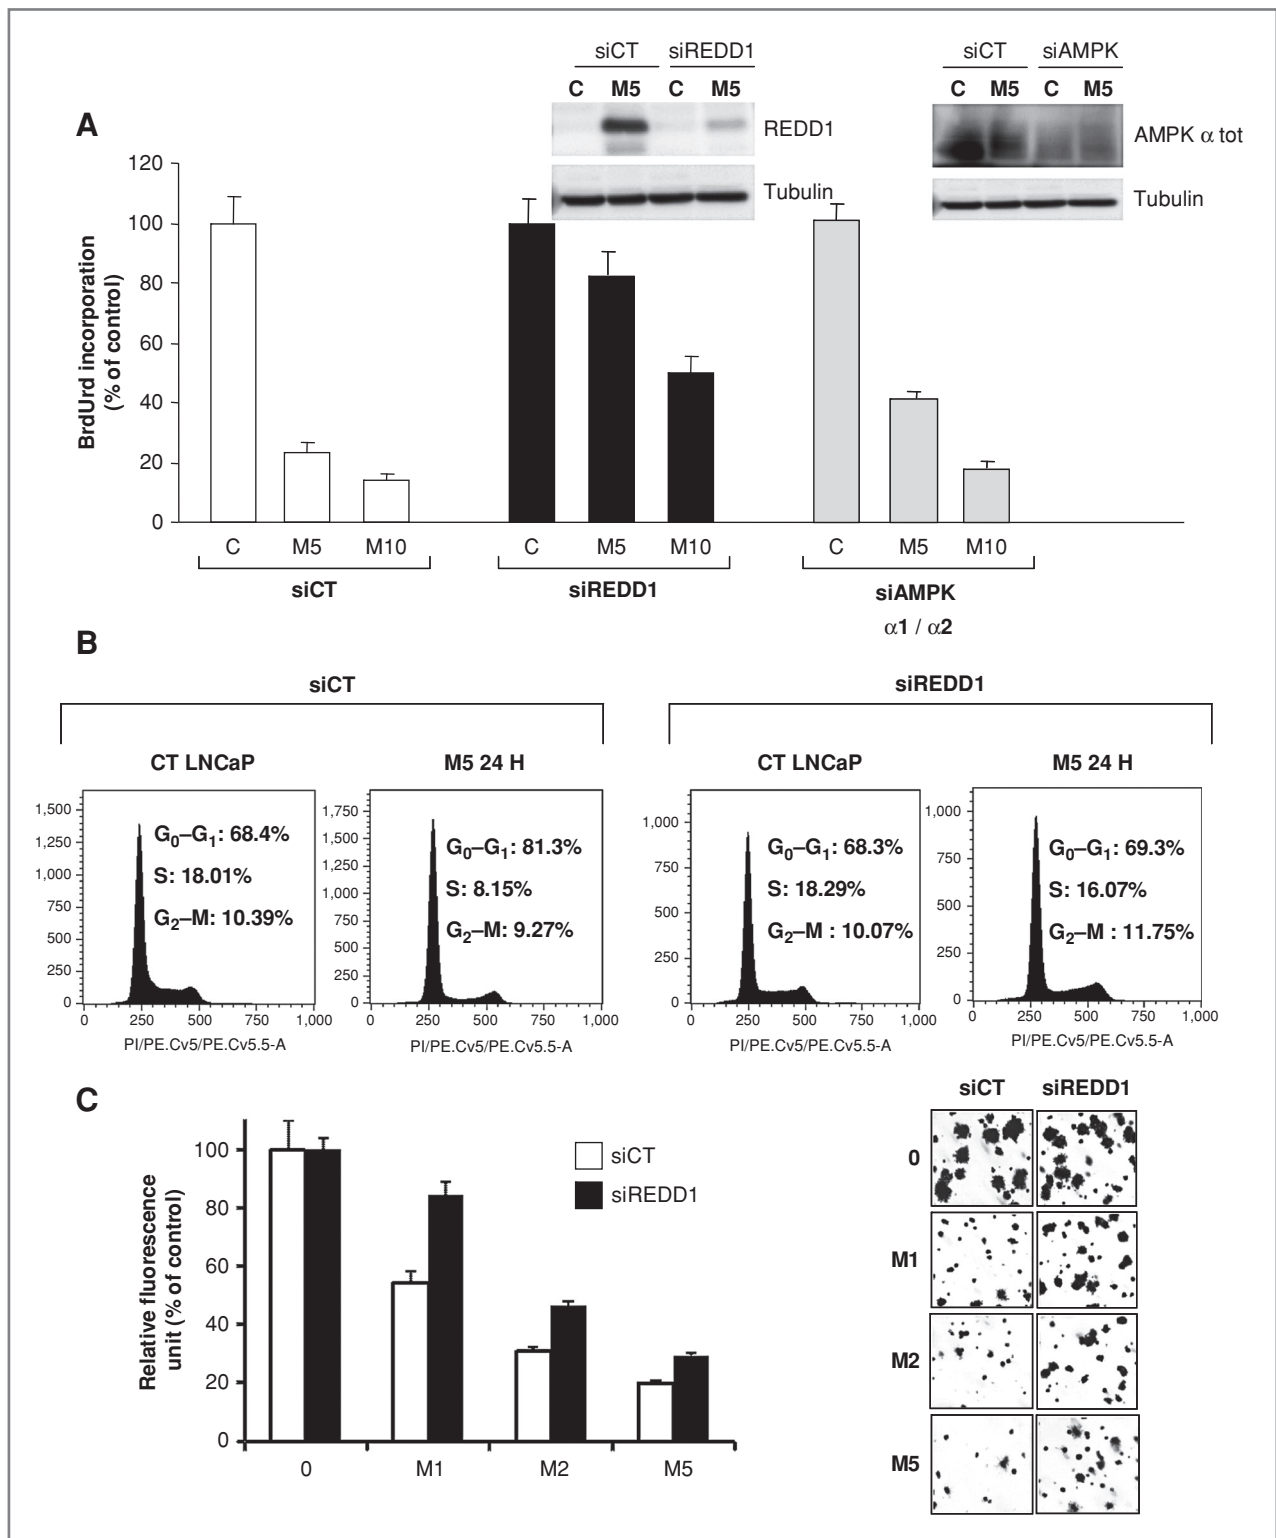 siCT siREDD1
C M5 C M5
REDD1
Tubulin
siCT siAMPK
C M5 C M5
AMPK α tot
Tubulin
A
BrdUrd incorporation
(% of control)
120
100
80
60
40
20
0
C M5 M10
siCT
C M5 M10
siREDD1
C M5 M10
siAMPK
α1 / α2
B
siCT
CT LNCaP
1,500
1,250
1,000
750
500
250
0
G0–G1: 68.4%
S: 18.01%
G2–M: 10.39%
0 250 500 750 1,000
PI/PE.Cv5/PE.Cv5.5-A
M5 24 H
1,750
1,500
1,250
1,000
750
500
250
0
G0–G1: 81.3%
S: 8.15%
G2–M: 9.27%
0 250 500 750 1,000
PI/PE.Cv5/PE.Cv5.5-A
siREDD1
CT LNCaP
1,000
750
500
250
0
G0–G1: 68.3%
S: 18.29%
G2–M : 10.07%
0 250 500 750 1,000
PI/PE.Cv5/PE.Cv5.5-A
M5 24 H
1,000
750
500
250
0
G0–G1: 69.3%
S: 16.07%
G2–M : 11.75%
0 250 500 750 1,000
PI/PE.Cv5/PE.Cv5.5-A
C
Relative fluorescence
unit (% of control)
100
80
60
40
20
0
siCT
siREDD1
0 M1 M2 M5
siCT siREDD1
0
M1
M2
M5